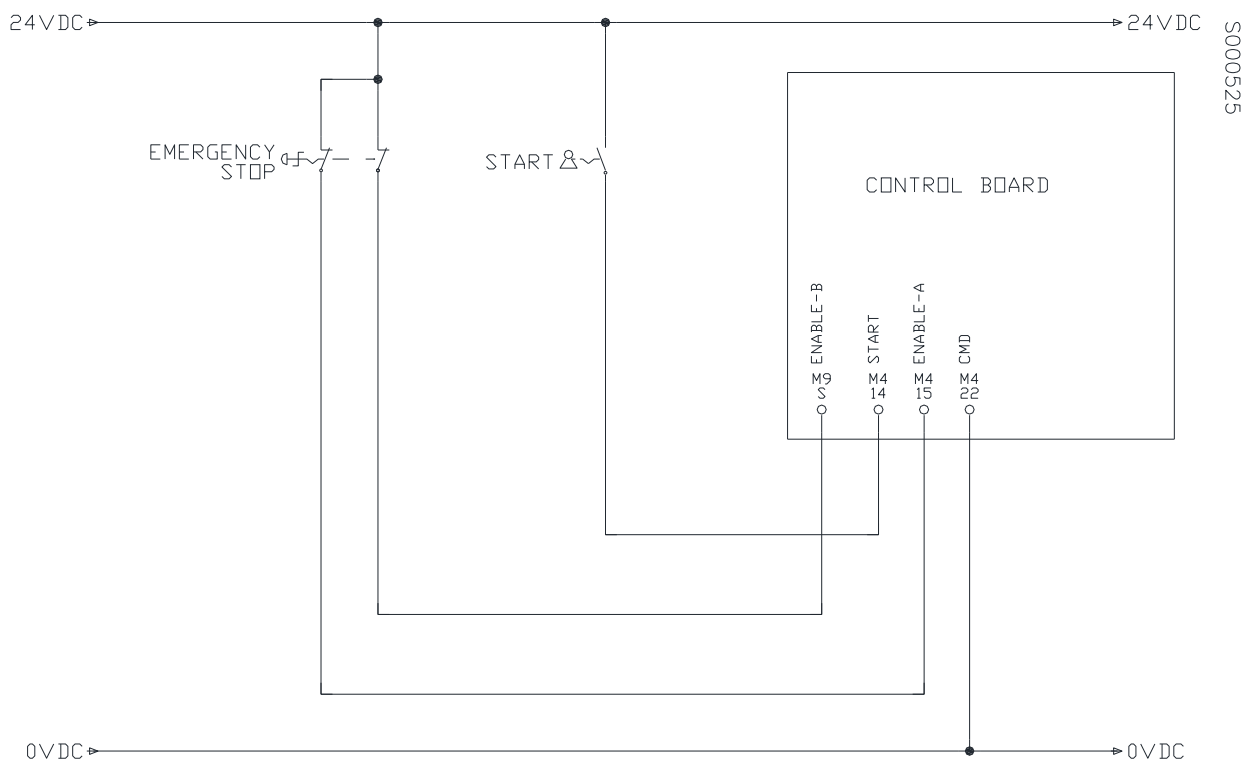 24VDC
24VDC
S000525
EMERGENCY
STOP
START
CONTROL BOARD
ENABLE-B
START
ENABLE-A
CMD
M9
S
M4
14
M4
15
M4
22
0VDC
0VDC